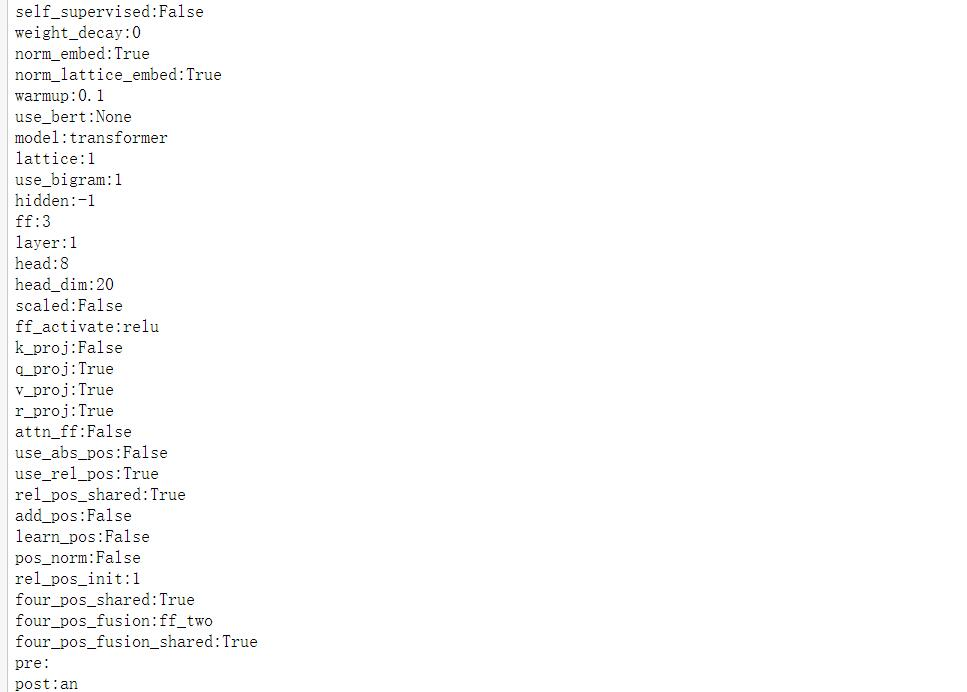 self_supervised:False
weight_decay:0
norm_embed:True
norm_lattice_embed:True
warmup:0.1
use_bert:None
model:transformer
lattice:1
use_bigram:1
hidden:-1
ff:3
layer:1
head:8
head_dim:20
scaled:False
ff_activate:relu
k_proj:False
q_proj:True
v_proj:True
r_proj:True
attn_ff:False
use_abs_pos:False
use_rel_pos:True
rel_pos_shared:True
add_pos:False
learn_pos:False
pos_norm:False
rel_pos_init:1
four_pos_shared:True
four_pos_fusion:ff_two
four_pos_fusion_shared:True
pre:
post:an